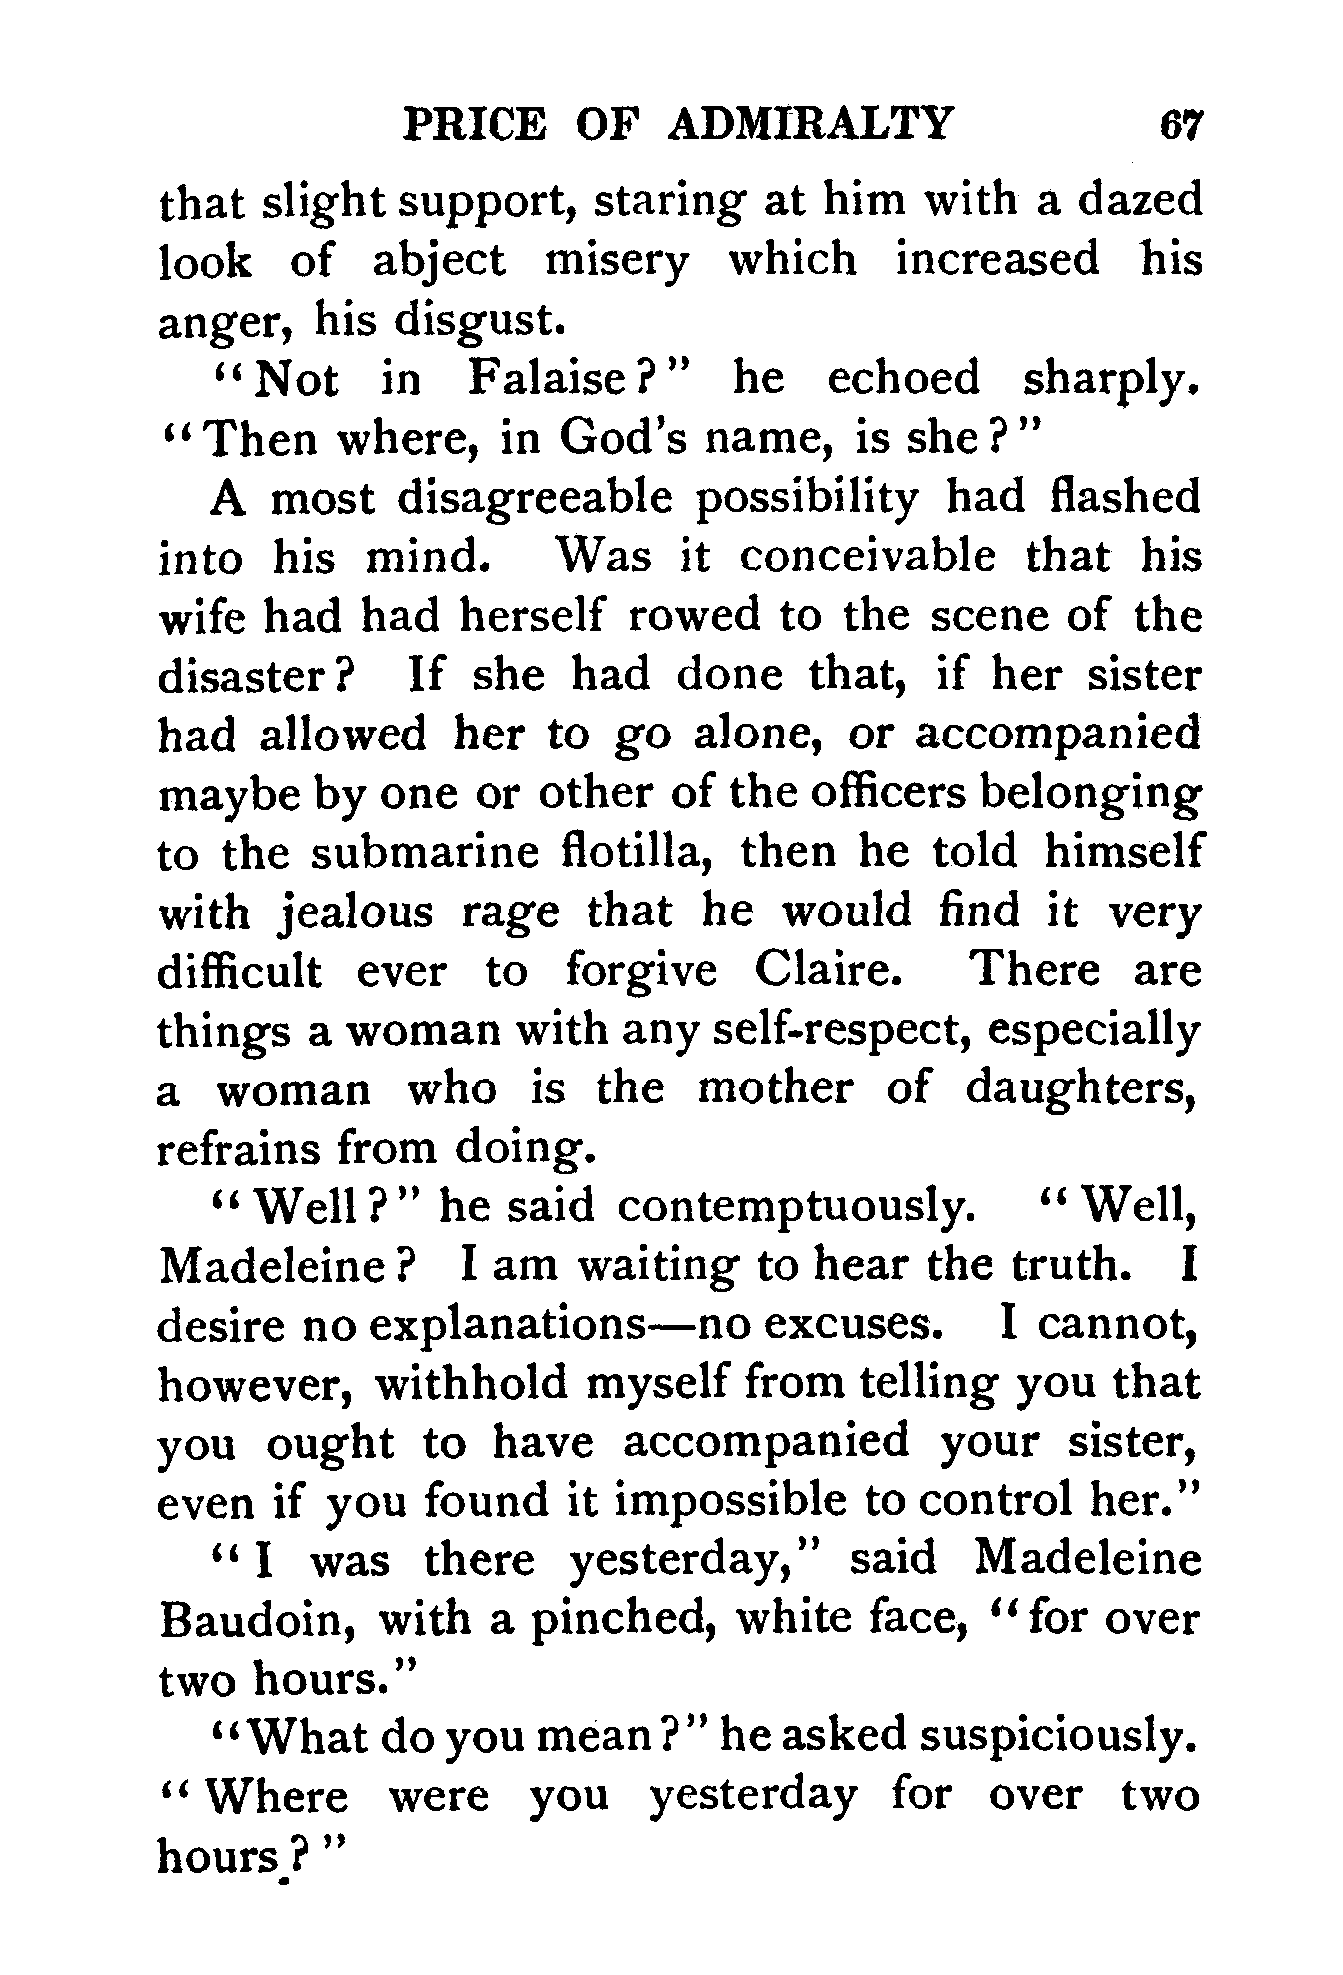 PRICE OF ADMIRALTY 67
that slight support, staring at him with a dazed
look of abject misery which increased his
anger, his disgust.
"Not in Falaise?" he echoed sharply.
"Then where, in God's name, is she?"
A most disagreeable possibility had flashed
into his mind. Was it conceivable that his
wife had had herself rowed to the scene of the
disaster? If she had done that, if her sister
had allowed her to go alone, or accompanied
maybe by one or other of the officers belonging
to the submarine flotilla, then he told himself
with jealous rage that he would find it very
difficult ever to forgive Claire. There are
things a woman with any self-respect, especially
a woman who is the mother of daughters,
refrains from doing.
"Well?" he said contemptuously. "Well,
Madeleine? I am waiting to hear the truth. I
desire no explanations—no excuses. I cannot,
however, withhold myself from telling you that
you ought to have accompanied your sister,
even if you found it impossible to control her."
"I was there yesterday," said Madeleine
Baudoin, with a pinched, white face, "for over
two hours."
"What do you mean?" he asked suspiciously.
"Where were you yesterday for over two
hours?"